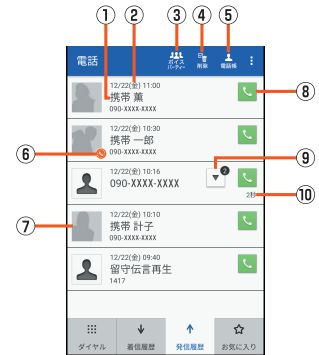 ① ② ③ ④ ⑤
電話
ボイス
パーティー
削除
電話帳
12/22(金) 11:00
携帯 薫
090-XXXX-XXXX
⑧
12/22(金) 10:30
携帯 一郎
090-XXXX-XXXX
⑥
⑨
12/22(金) 10:16
090-XXXX-XXXX
2
2秒
⑩
⑦
12/22(金) 10:10
携帯 計子
090-XXXX-XXXX
12/22(金) 09:40
留守伝言再生
1417
ダイヤル 着信履歴 発信履歴 お気に入り